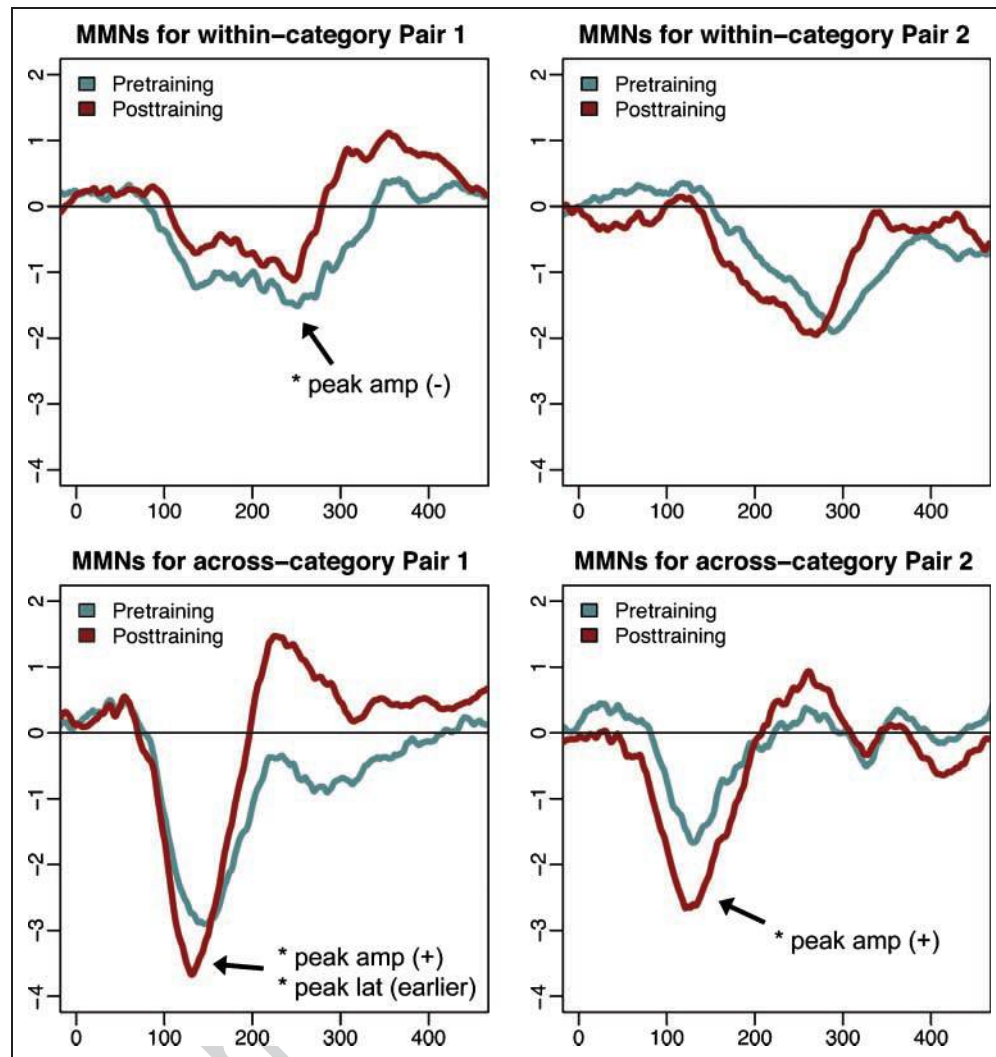 MMNs for within−category Pair 1
Pretraining
Posttraining
2
1
0
−1
−2
−3
−4
* peak amp (-)
0 100 200 300 400
MMNs for within−category Pair 2
Pretraining
Posttraining
2
1
0
−1
−2
−3
−4
0 100 200 300 400
MMNs for across−category Pair 1
Pretraining
Posttraining
2
1
0
−1
−2
−3
−4
* peak amp (+)
* peak lat (earlier)
0 100 200 300 400
MMNs for across−category Pair 2
Pretraining
Posttraining
2
1
0
−1
−2
−3
−4
* peak amp (+)
0 100 200 300 400